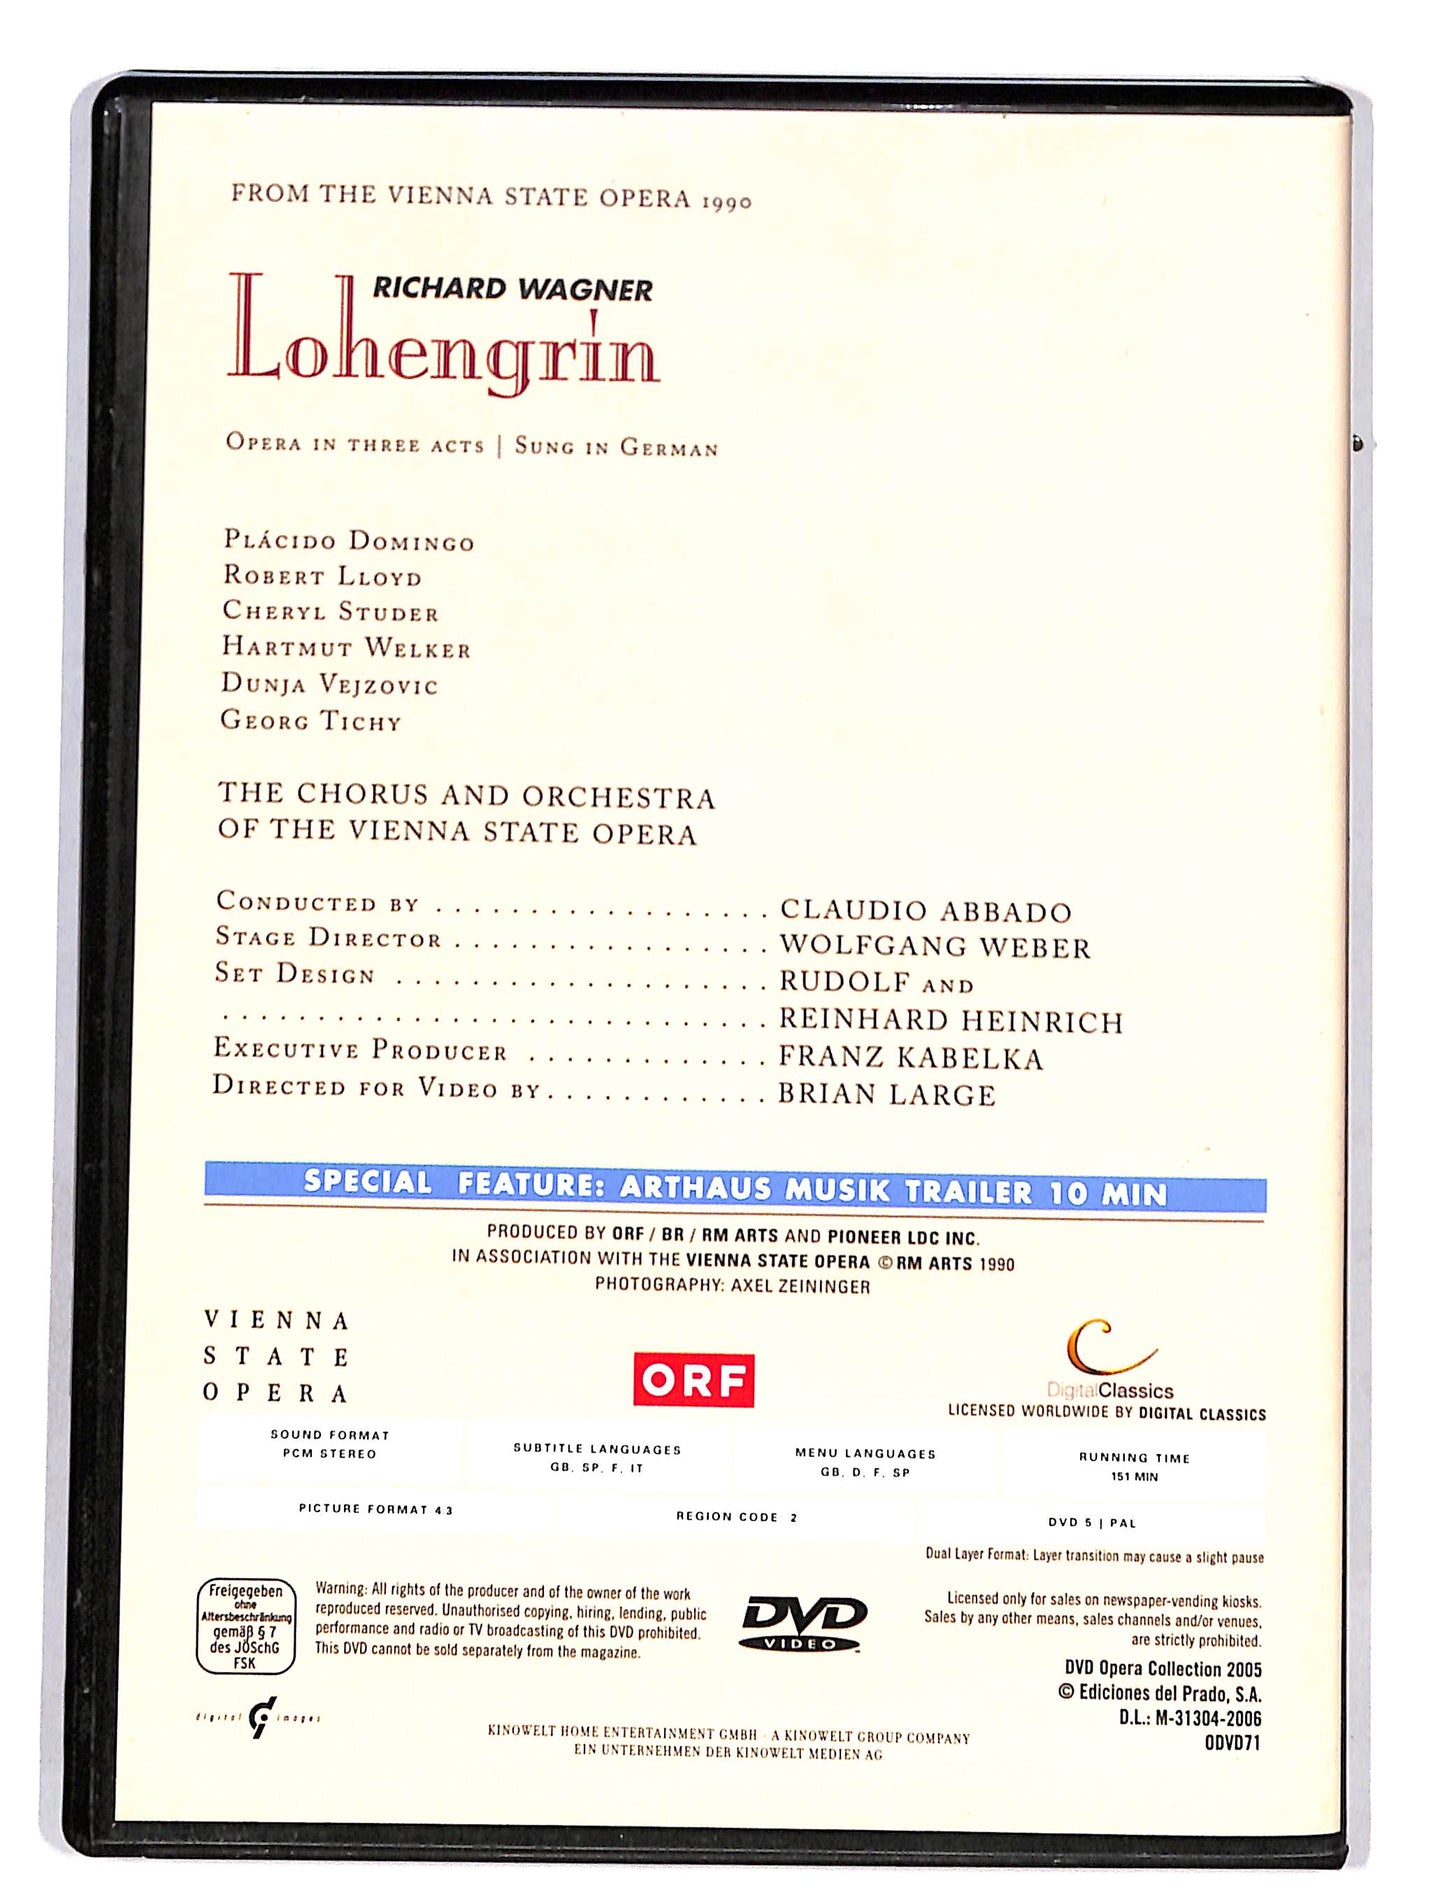 FROM THE VIENNA STATE OPERA 1990
RICHARD WAGNER
Lohengrin
OPERA IN THREE ACTS | SUNG IN GERMAN
PLÁCIDO DOMINGO
ROBERT LLOYD
CHERYL STUDER
HARTMUT WELKER
DUNJA VEJZOVIC
GEORG TICHY
THE CHORUS AND ORCHESTRA
OF THE VIENNA STATE OPERA
CONDUCTED BY . . . . . . . . . . . . . . . . . . CLAUDIO ABBADO
STAGE DIRECTOR . . . . . . . . . . . . . . . . . WOLFGANG WEBER
SET DESIGN . . . . . . . . . . . . . . . . . . . . RUDOLF AND
. . . . . . . . . . . . . . . . . . . . . . . . . . . . . REINHARD HEINRICH
EXECUTIVE PRODUCER . . . . . . . . . . . . . FRANZ KABELKA
DIRECTED FOR VIDEO BY. . . . . . . . . . . . BRIAN LARGE
SPECIAL FEATURE: ARTHAUS MUSIK TRAILER 10 MIN
PRODUCED BY ORF / BR / RM ARTS AND PIONEER LDC INC.
IN ASSOCIATION WITH THE VIENNA STATE OPERA © RM ARTS 1990
PHOTOGRAPHY: AXEL ZEININGER
VIENNA
STATE
OPERA
ORF
DigitalClassics
LICENSED WORLDWIDE BY DIGITAL CLASSICS
SOUND FORMAT
PCM STEREO
SUBTITLE LANGUAGES
GB, SP, F, IT
MENU LANGUAGES
GB, D, F, SP
RUNNING TIME
151 MIN
PICTURE FORMAT 4:3
REGION CODE 2
DVD 5 | PAL
Dual Layer Format: Layer transition may cause a slight pause
Freigegeben
ohne
Altersbeschränkung
gemäß § 7
des JÖSchG
FSK
Warning: All rights of the producer and of the owner of the work
reproduced reserved. Unauthorised copying, hiring, lending, public
performance and radio or TV broadcasting of this DVD prohibited.
This DVD cannot be sold separately from the magazine.
DVD
VIDEO
Licensed only for sales on newspaper-vending kiosks.
Sales by any other means, sales channels and/or venues,
are strictly prohibited.
DVD Opera Collection 2005
© Ediciones del Prado, S.A.
D.L.: M-31304-2006
ODVD71
digital images
KINOWELT HOME ENTERTAINMENT GMBH · A KINOWELT GROUP COMPANY
EIN UNTERNEHMEN DER KINOWELT MEDIEN AG